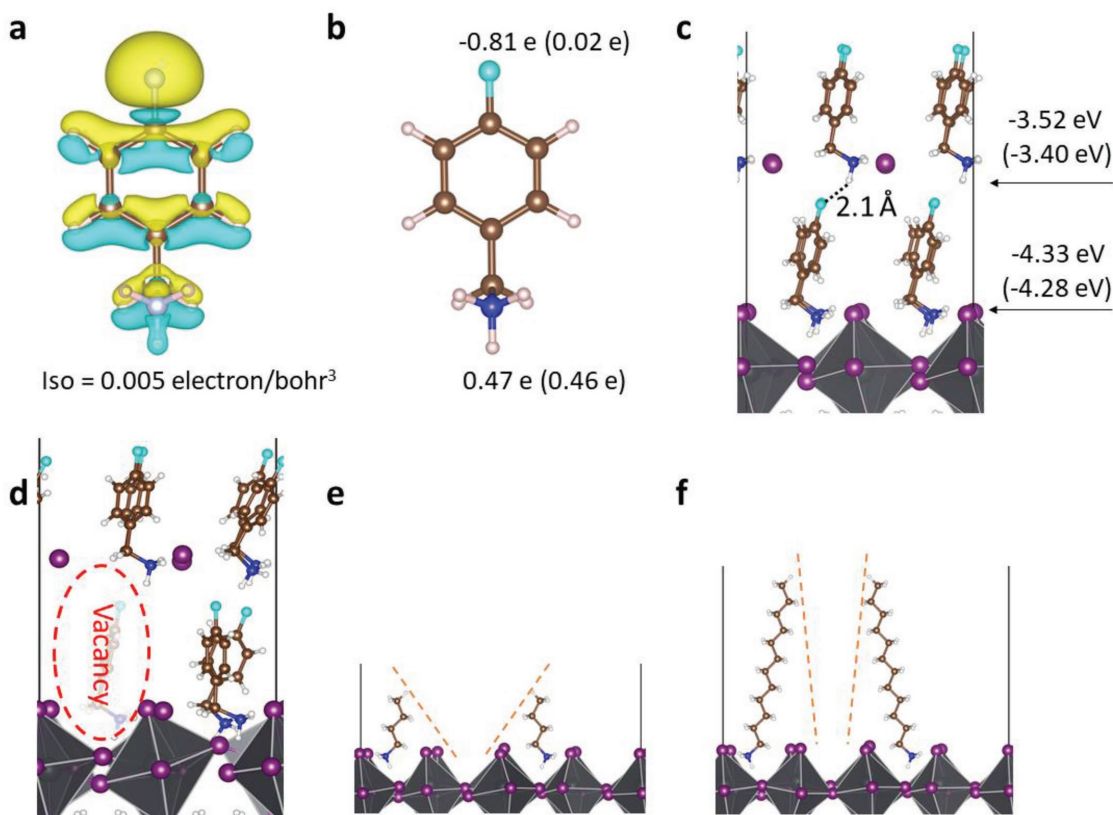 a
b
-0.81 e (0.02 e)
Iso = 0.005 electron/bohr³
0.47 e (0.46 e)
c
-3.52 eV
(-3.40 eV)
2.1 Å
-4.33 eV
(-4.28 eV)
d
Vacancy
e
f